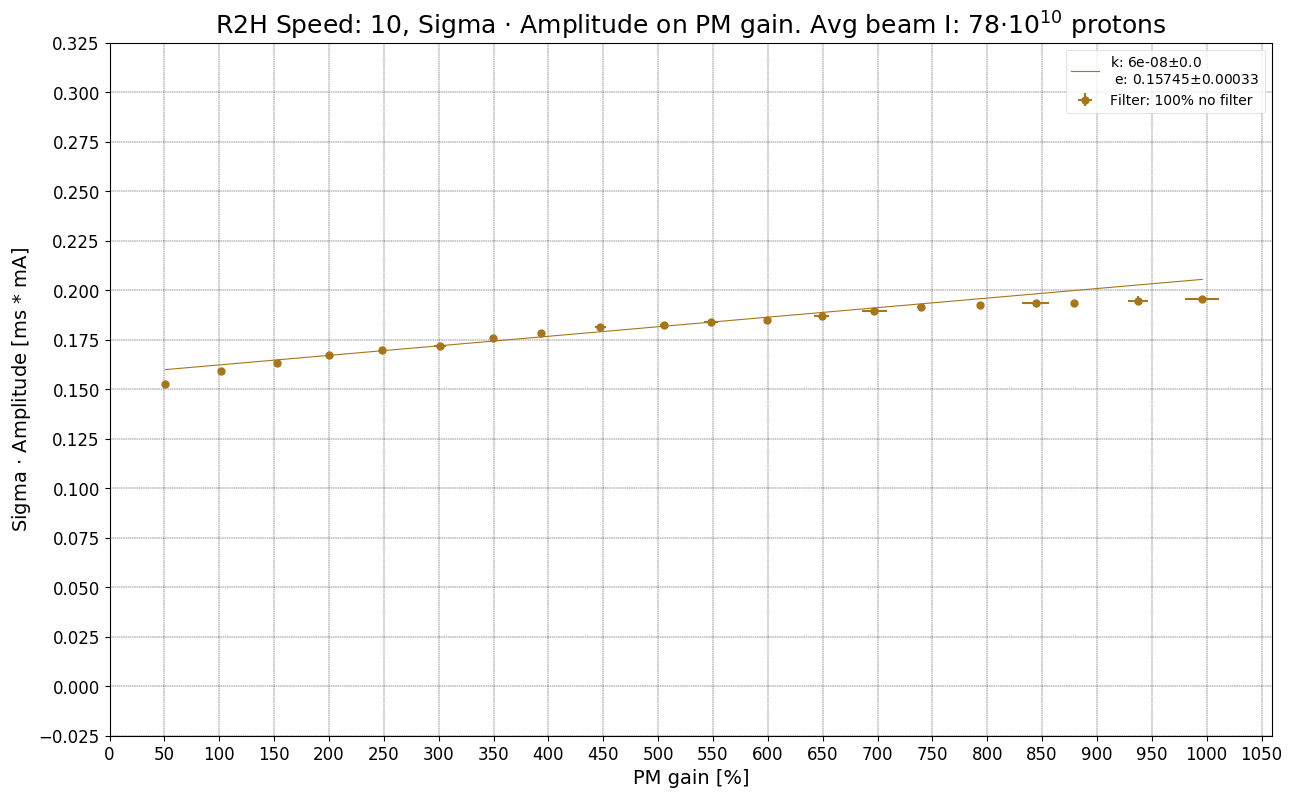 R2H Speed: 10, Sigma · Amplitude on PM gain. Avg beam I: 78·10¹⁰ protons
k: 6e-08±0.0
e: 0.15745±0.00033
Filter: 100% no filter
Sigma · Amplitude [ms * mA]
0.325
0.300
0.275
0.250
0.225
0.200
0.175
0.150
0.125
0.100
0.075
0.050
0.025
0.000
−0.025
0 50 100 150 200 250 300 350 400 450 500 550 600 650 700 750 800 850 900 950 1000 1050
PM gain [%]